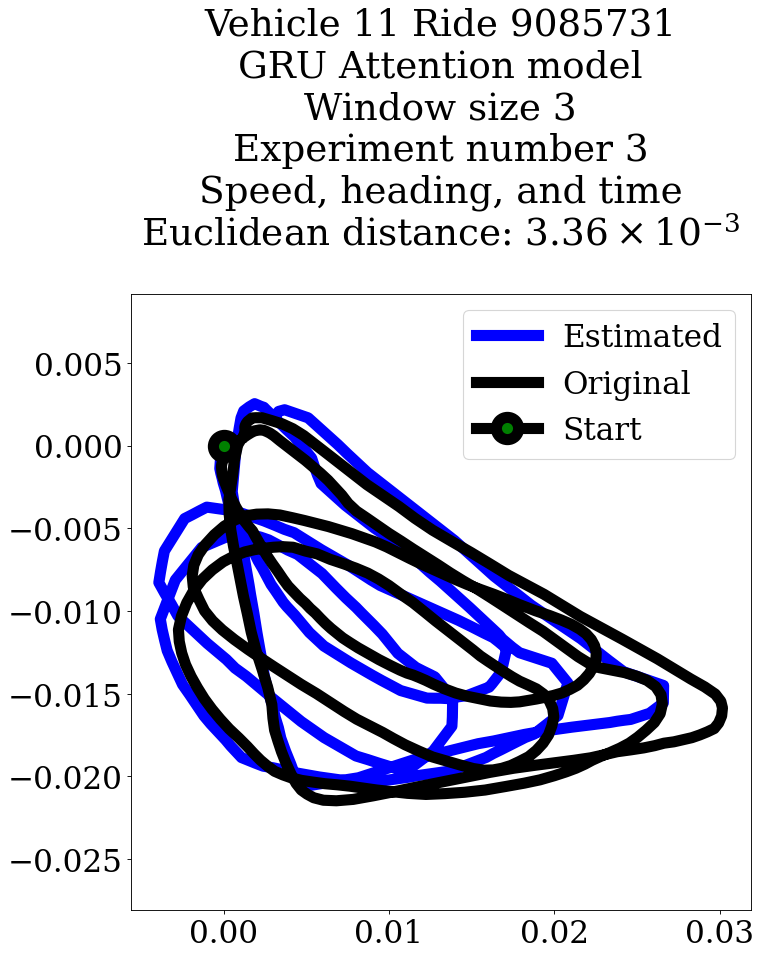 Vehicle 11 Ride 9085731
GRU Attention model
Window size 3
Experiment number 3
Speed, heading, and time
Euclidean distance: 3.36 × 10⁻³
Estimated
Original
Start
0.005
0.000
−0.005
−0.010
−0.015
−0.020
−0.025
0.00 0.01 0.02 0.03